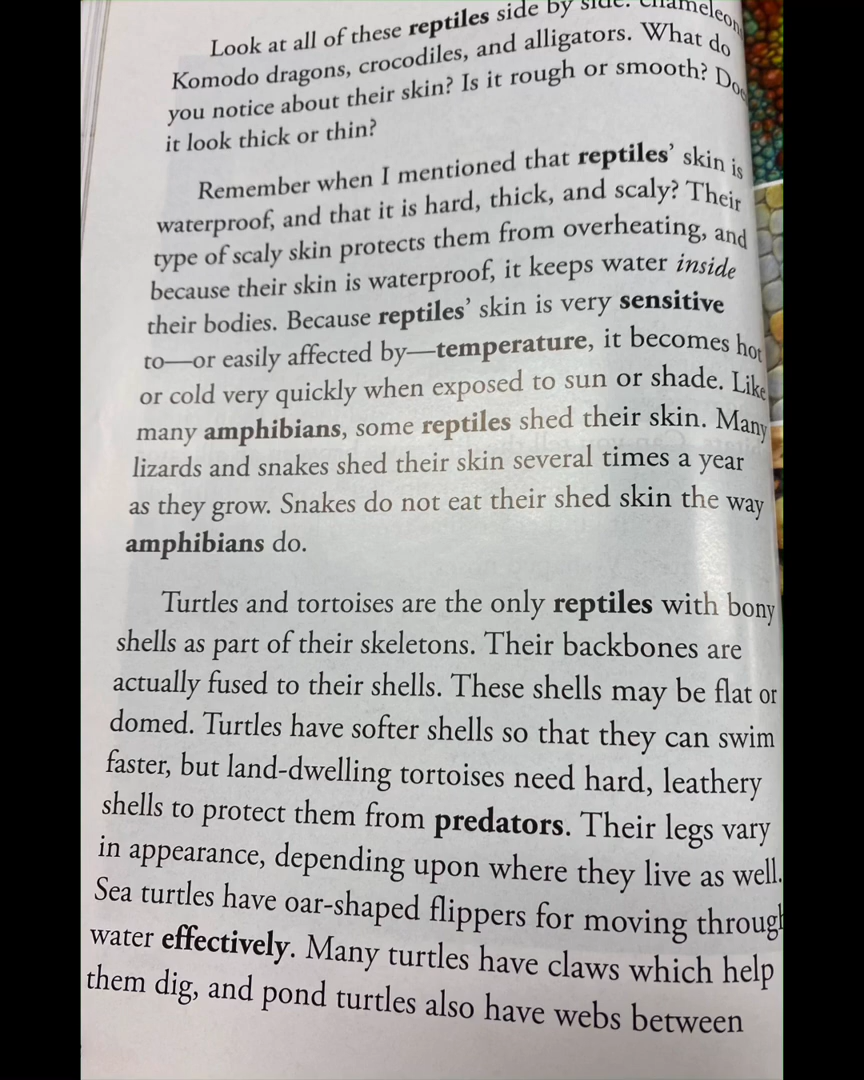 Look at all of these reptiles side by side: chameleons,
Komodo dragons, crocodiles, and alligators. What do
you notice about their skin? Is it rough or smooth? Does
it look thick or thin?
Remember when I mentioned that reptiles’ skin is
waterproof, and that it is hard, thick, and scaly? Their
type of scaly skin protects them from overheating, and
because their skin is waterproof, it keeps water inside
their bodies. Because reptiles’ skin is very sensitive
to—or easily affected by—temperature, it becomes hot
or cold very quickly when exposed to sun or shade. Like
many amphibians, some reptiles shed their skin. Many
lizards and snakes shed their skin several times a year
as they grow. Snakes do not eat their shed skin the way
amphibians do.
Turtles and tortoises are the only reptiles with bony
shells as part of their skeletons. Their backbones are
actually fused to their shells. These shells may be flat or
domed. Turtles have softer shells so that they can swim
faster, but land-dwelling tortoises need hard, leathery
shells to protect them from predators. Their legs vary
in appearance, depending upon where they live as well.
Sea turtles have oar-shaped flippers for moving through
water effectively. Many turtles have claws which help
them dig, and pond turtles also have webs between